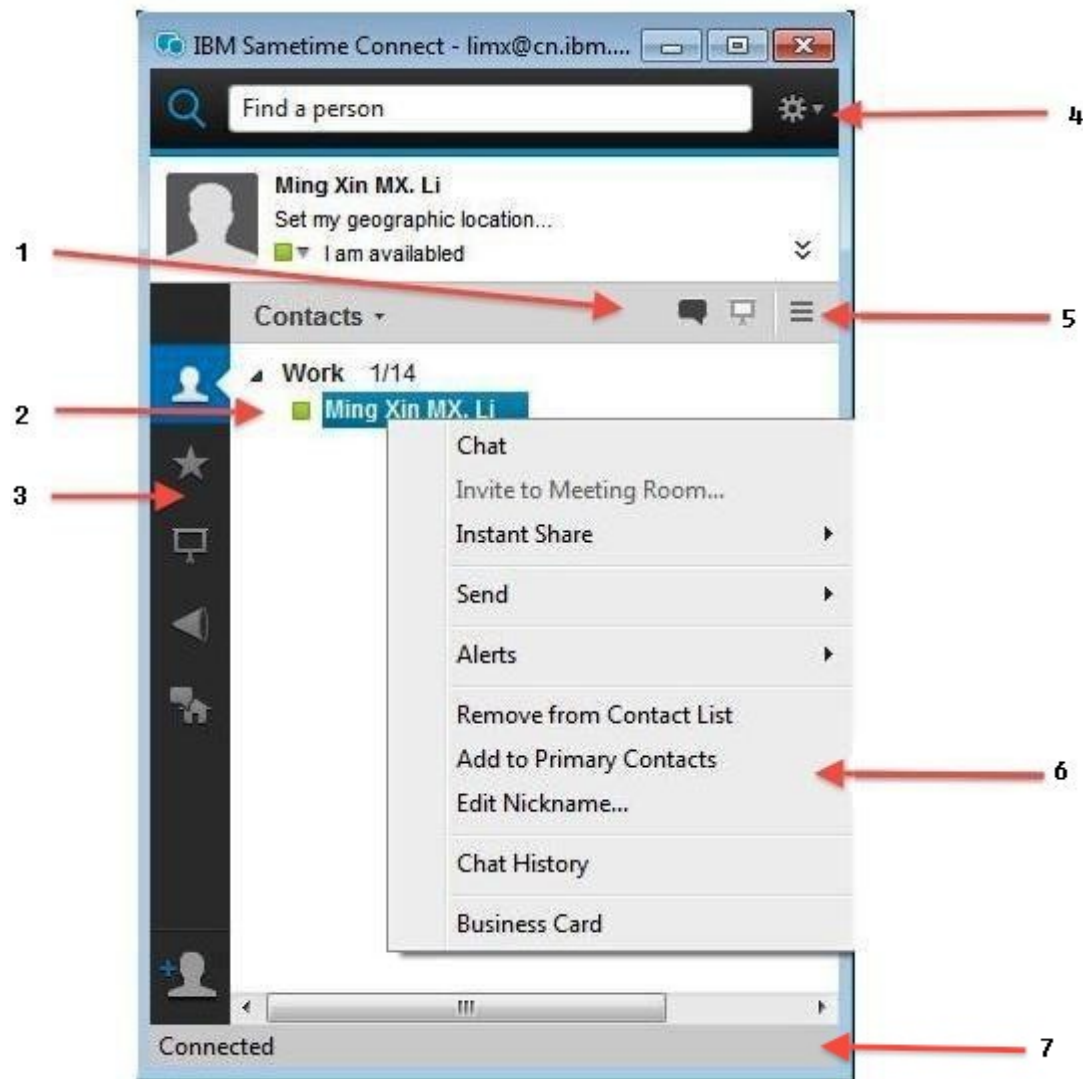 IBM Sametime Connect - limx@cn.ibm....
Find a person
4
Ming Xin MX. Li
Set my geographic location...
1
I am availabled
Contacts
5
Work 1/14
2
Ming Xin MX. Li
Chat
3
Invite to Meeting Room...
Instant Share
Send
Alerts
Remove from Contact List
Add to Primary Contacts
6
Edit Nickname...
Chat History
Business Card
Connected
7